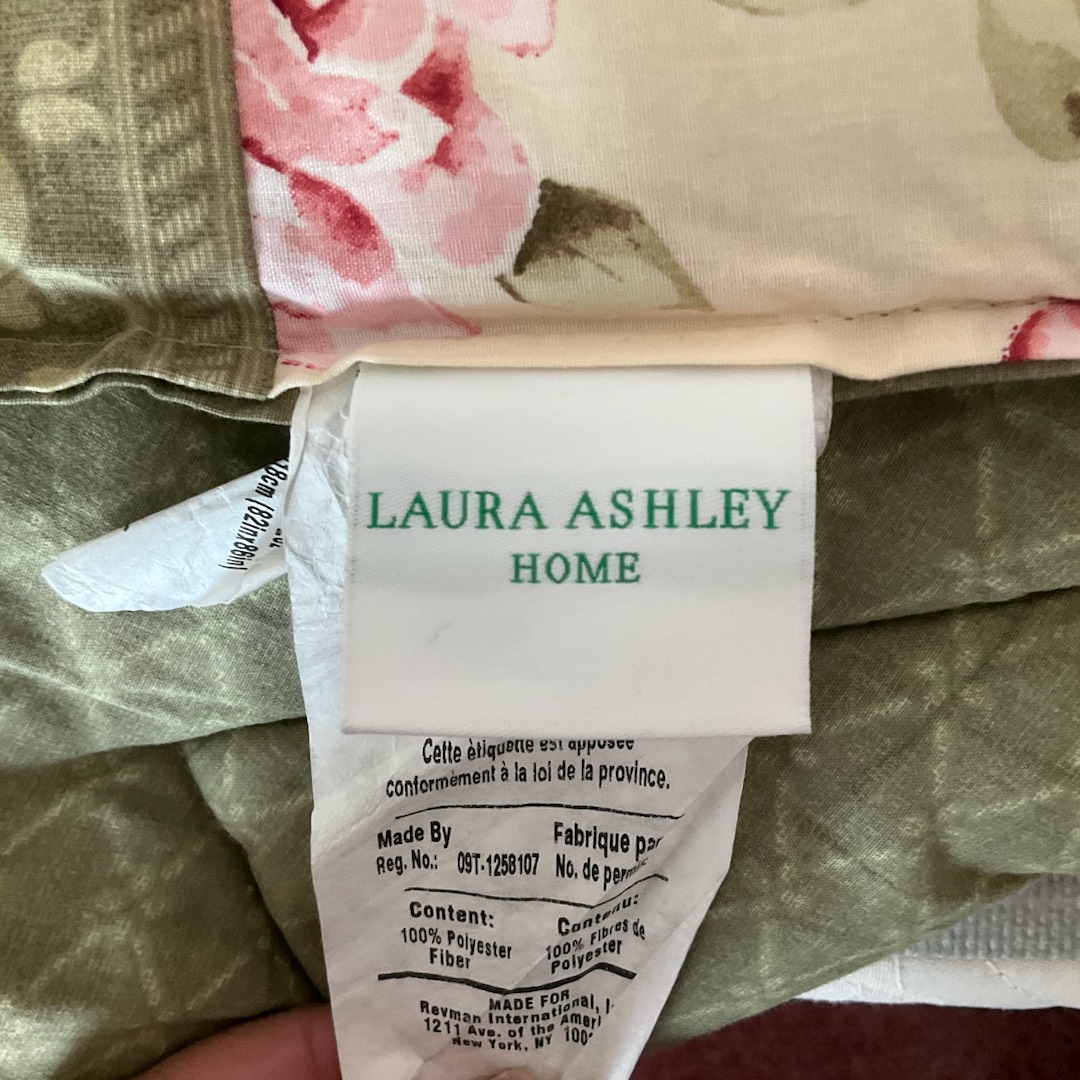 LAURA ASHLEY
HOME
18cm /82inx86in)
Cette étiquette est apposée
conformément à la loi de la province.
Made By
Reg. No.: 09T-1258107
Fabrique par
No. de
Content:
100% Polyester
Fiber
Contenu:
100% Fibres de
Polyester
MADE FOR
Revman International,
1211 Ave. of the
New York, NY